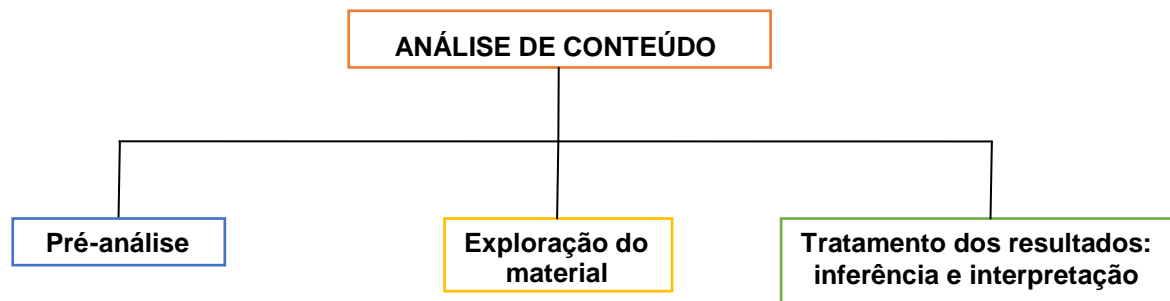 ANÁLISE DE CONTEÚDO
Pré-análise
Exploração do
material
Tratamento dos resultados:
inferência e interpretação